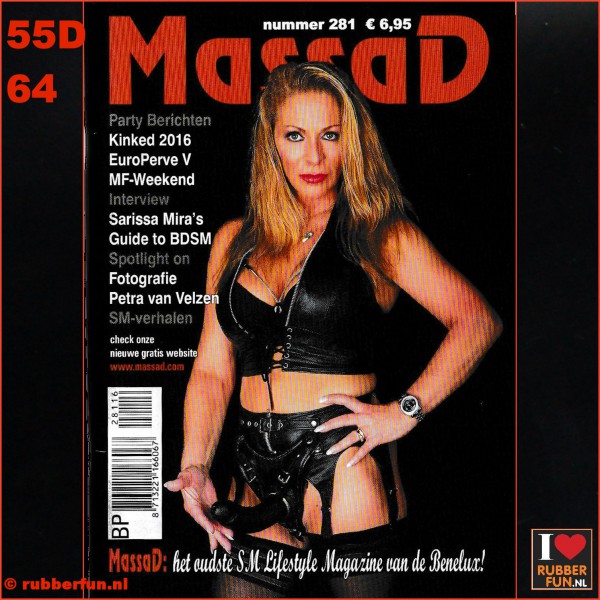 55D
64
nummer 281 € 6,95
MassaD
Party Berichten
Kinked 2016
EuroPerve V
MF-Weekend
Interview
Sarissa Mira's
Guide to BDSM
Spotlight on
Fotografie
Petra van Velzen
SM-verhalen
check onze
nieuwe gratis website
www.massad.com
28116
8713221166067
BP
MassaD: het oudste S.M Lifestyle Magazine van de Benelux!
© rubberfun.nl
I
RUBBER
FUN.NL